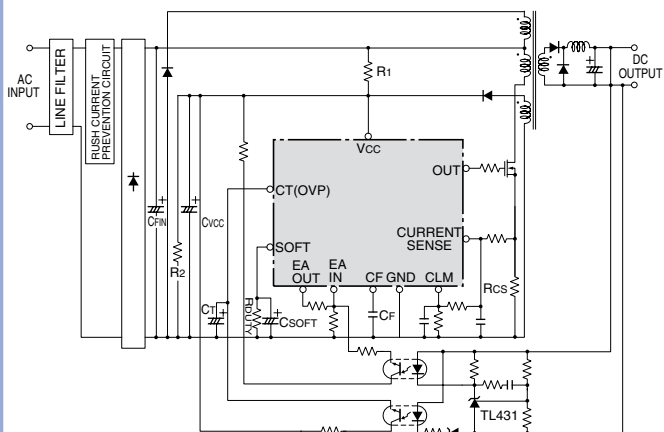 AC
INPUT
LINE FILTER
RUSH CURRENT
PREVENTION CIRCUIT
CFIN
R2
CVCC
R1
DC
OUTPUT
VCC
OUT
CT(OVP)
CURRENT
SENSE
SOFT
EA
OUT
EA
IN
CF
GND
CLM
RCS
CT
RDUTY
CSOFT
CF
TL431